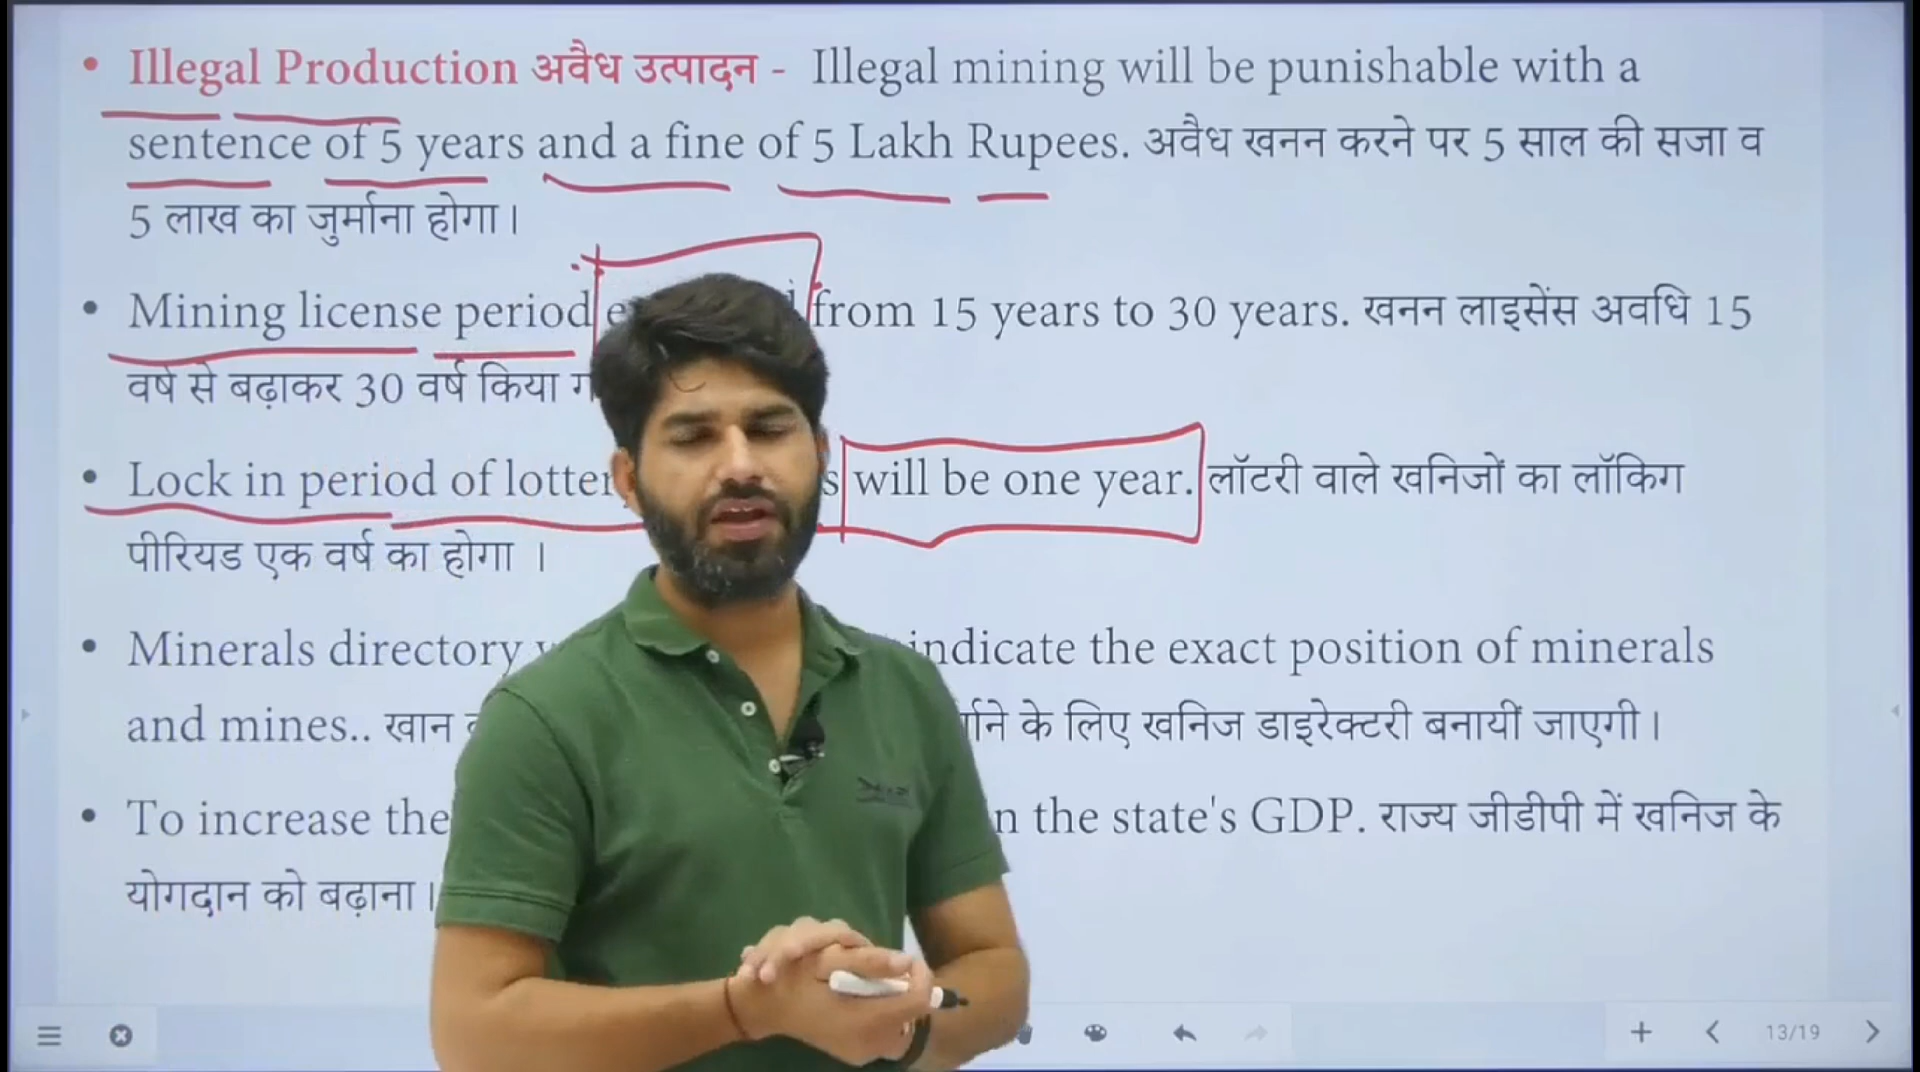 • Illegal Production अवैध उत्पादन - Illegal mining will be punishable with a
sentence of 5 years and a fine of 5 Lakh Rupees. अवैध खनन करने पर 5 साल की सजा व
5 लाख का जुर्माना होगा।
• Mining license period from 15 years to 30 years. खनन लाइसेंस अवधि 15
वर्ष से बढ़ाकर 30 वर्ष किया
• Lock in period of will be one year. लॉटरी वाले खनिजों का लॉकिग
पीरियड एक वर्ष का होगा ।
• Minerals directory indicate the exact position of minerals
and mines.. खान के लिए खनिज डाइरेक्टरी बनायीं जाएगी।
• To increase the in the state's GDP. राज्य जीडीपी में खनिज के
योगदान को बढ़ाना।
13/19